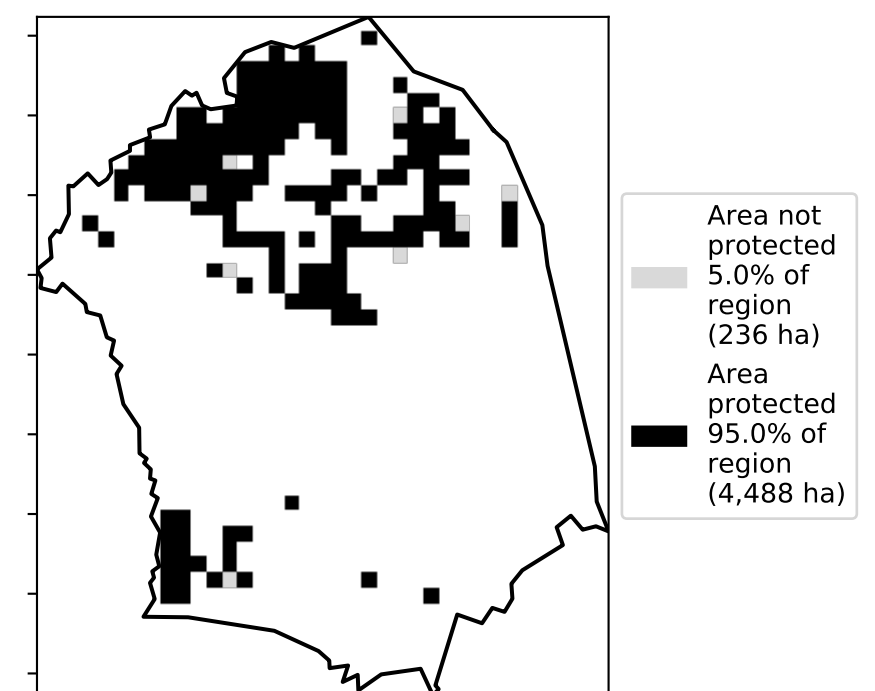 Area not
protected
5.0% of
region
(236 ha)
Area
protected
95.0% of
region
(4,488 ha)